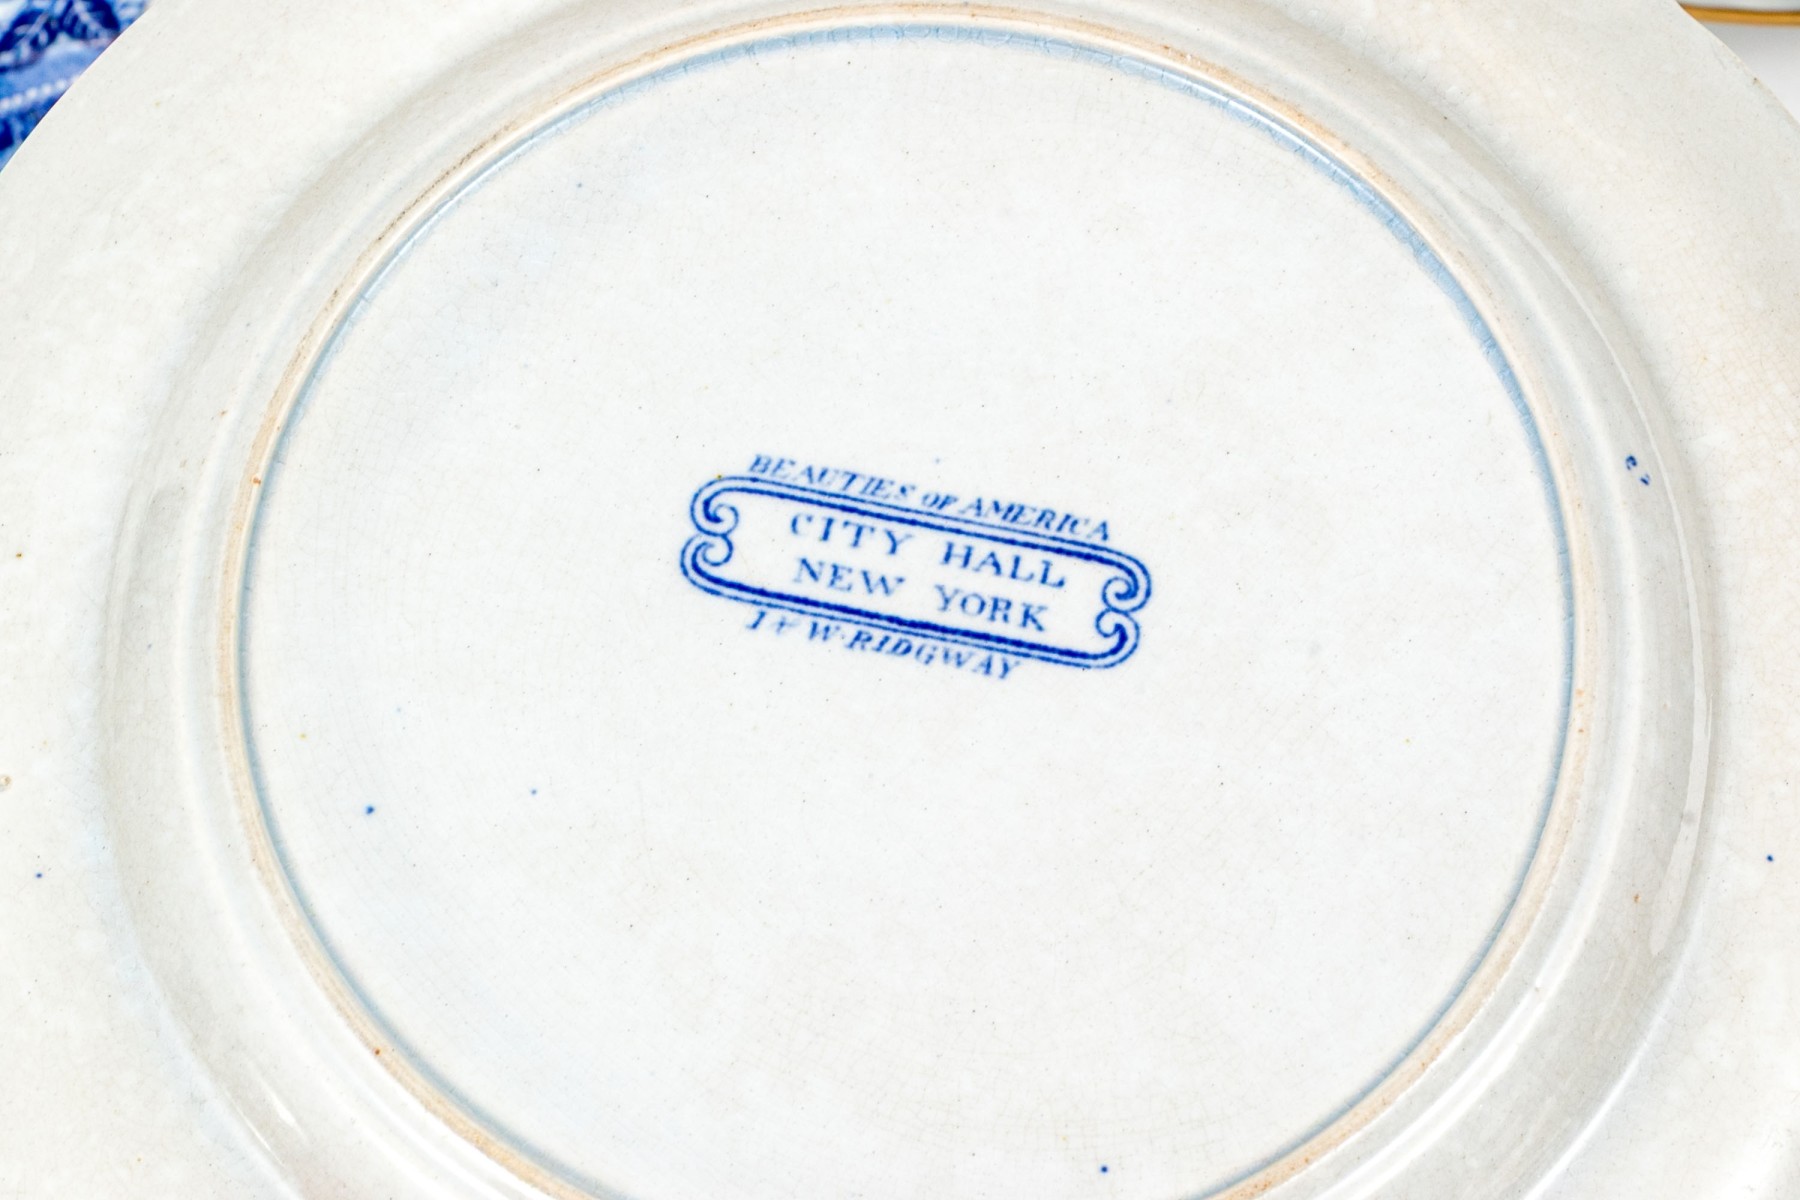 BEAUTIES OF AMERICA
CITY HALL
NEW YORK
I & W. RIDGWAY